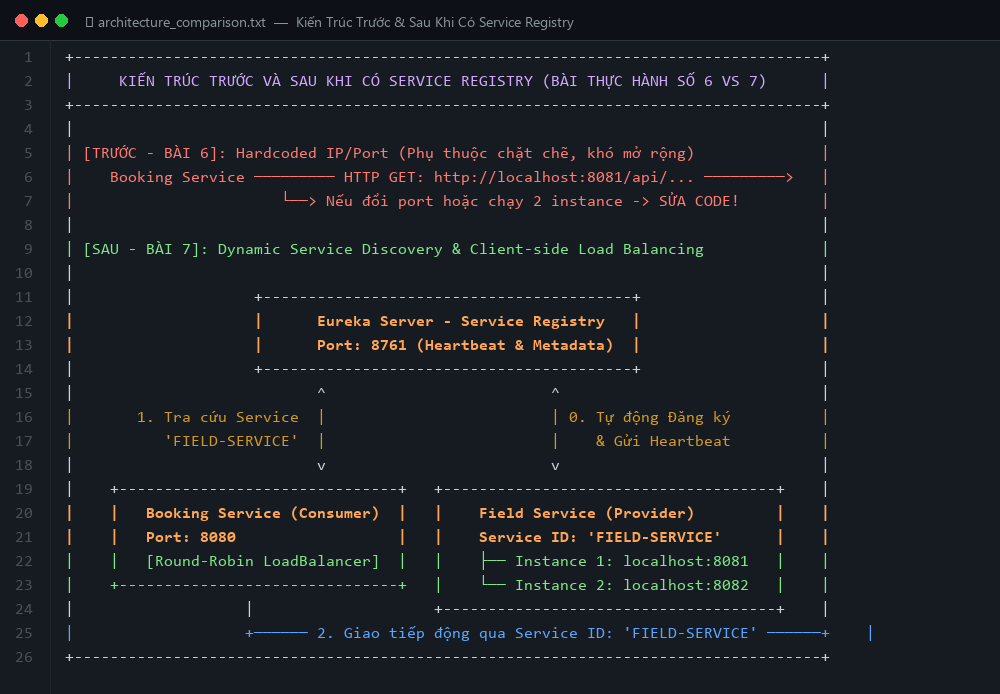 architecture_comparison.txt — Kiến Trúc Trước & Sau Khi Có Service Registry
1 +-----------------------------------------------------------------------------------+
2 |     KIẾN TRÚC TRƯỚC VÀ SAU KHI CÓ SERVICE REGISTRY (BÀI THỰC HÀNH SỐ 6 VS 7)      |
3 +-----------------------------------------------------------------------------------+
4 |                                                                                   |
5 | [TRƯỚC - BÀI 6]: Hardcoded IP/Port (Phụ thuộc chặt chẽ, khó mở rộng)              |
6 |    Booking Service ───────── HTTP GET: http://localhost:8081/api/... ─────────>   |
7 |                       └──> Nếu đổi port hoặc chạy 2 instance -> SỬA CODE!         |
8 |                                                                                   |
9 | [SAU - BÀI 7]: Dynamic Service Discovery & Client-side Load Balancing             |
10 |                                                                                   |
11 |                    +-----------------------------------------+                    |
12 |                    |      Eureka Server - Service Registry   |                    |
13 |                    |      Port: 8761 (Heartbeat & Metadata)  |                    |
14 |                    +-----------------------------------------+                    |
15 |                           ^                         ^                             |
16 |       1. Tra cứu Service  |                         | 0. Tự động Đăng ký          |
17 |          'FIELD-SERVICE'  |                         |    & Gửi Heartbeat          |
18 |                           v                         v                             |
19 |    +-------------------------------+   +-------------------------------------+    |
20 |    |   Booking Service (Consumer)  |   |    Field Service (Provider)         |    |
21 |    |   Port: 8080                  |   |    Service ID: 'FIELD-SERVICE'      |    |
22 |    |   [Round-Robin LoadBalancer]  |   |    ├── Instance 1: localhost:8081   |    |
23 |    +-------------------------------+   |    └── Instance 2: localhost:8082   |    |
24 |                   |                    +-------------------------------------+    |
25 |                   +────── 2. Giao tiếp động qua Service ID: 'FIELD-SERVICE' ──────+    |
26 +-----------------------------------------------------------------------------------+